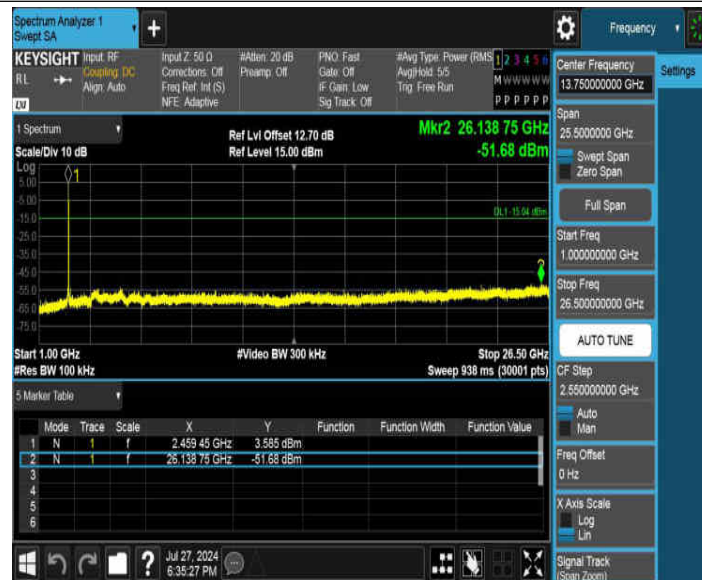 Spectrum Analyzer 1
Swept SA
Frequency
KEYSIGHT
RL
LXI
Input: RF
Coupling: DC
Align: Auto
Input Z: 50 Ω
Corrections: Off
Freq Ref: Int (S)
NFE: Adaptive
#Atten: 20 dB
Preamp: Off
PNO: Fast
Gate: Off
IF Gain: Low
Sig Track: Off
#Avg Type: Power (RMS
Avg|Hold: 5/5
Trig: Free Run
1 2 3 4 5 6
M W W W W W
P P P P P P
1 Spectrum
Scale/Div 10 dB
Ref Lvl Offset 12.70 dB
Ref Level 15.00 dBm
Mkr2 26.138 75 GHz
-51.68 dBm
Log
5.00
-5.00
-15.0
-25.0
-35.0
-45.0
-55.0
-65.0
-75.0
1
2
DL1 -15.04 dBm
Start 1.00 GHz
#Res BW 100 kHz
#Video BW 300 kHz
Stop 26.50 GHz
Sweep 938 ms (30001 pts)
5 Marker Table
Mode Trace Scale X Y Function Function Width Function Value
1 N 1 f 2.459 45 GHz 3.585 dBm
2 N 1 f 26.138 75 GHz -51.68 dBm
3
4
5
6
Jul 27, 2024
6:35:27 PM
Center Frequency
13.750000000 GHz
Settings
Span
25.5000000 GHz
Swept Span
Zero Span
Full Span
Start Freq
1.000000000 GHz
Stop Freq
26.500000000 GHz
AUTO TUNE
CF Step
2.550000000 GHz
Auto
Man
Freq Offset
0 Hz
X Axis Scale
Log
Lin
Signal Track
(Span Zoom)